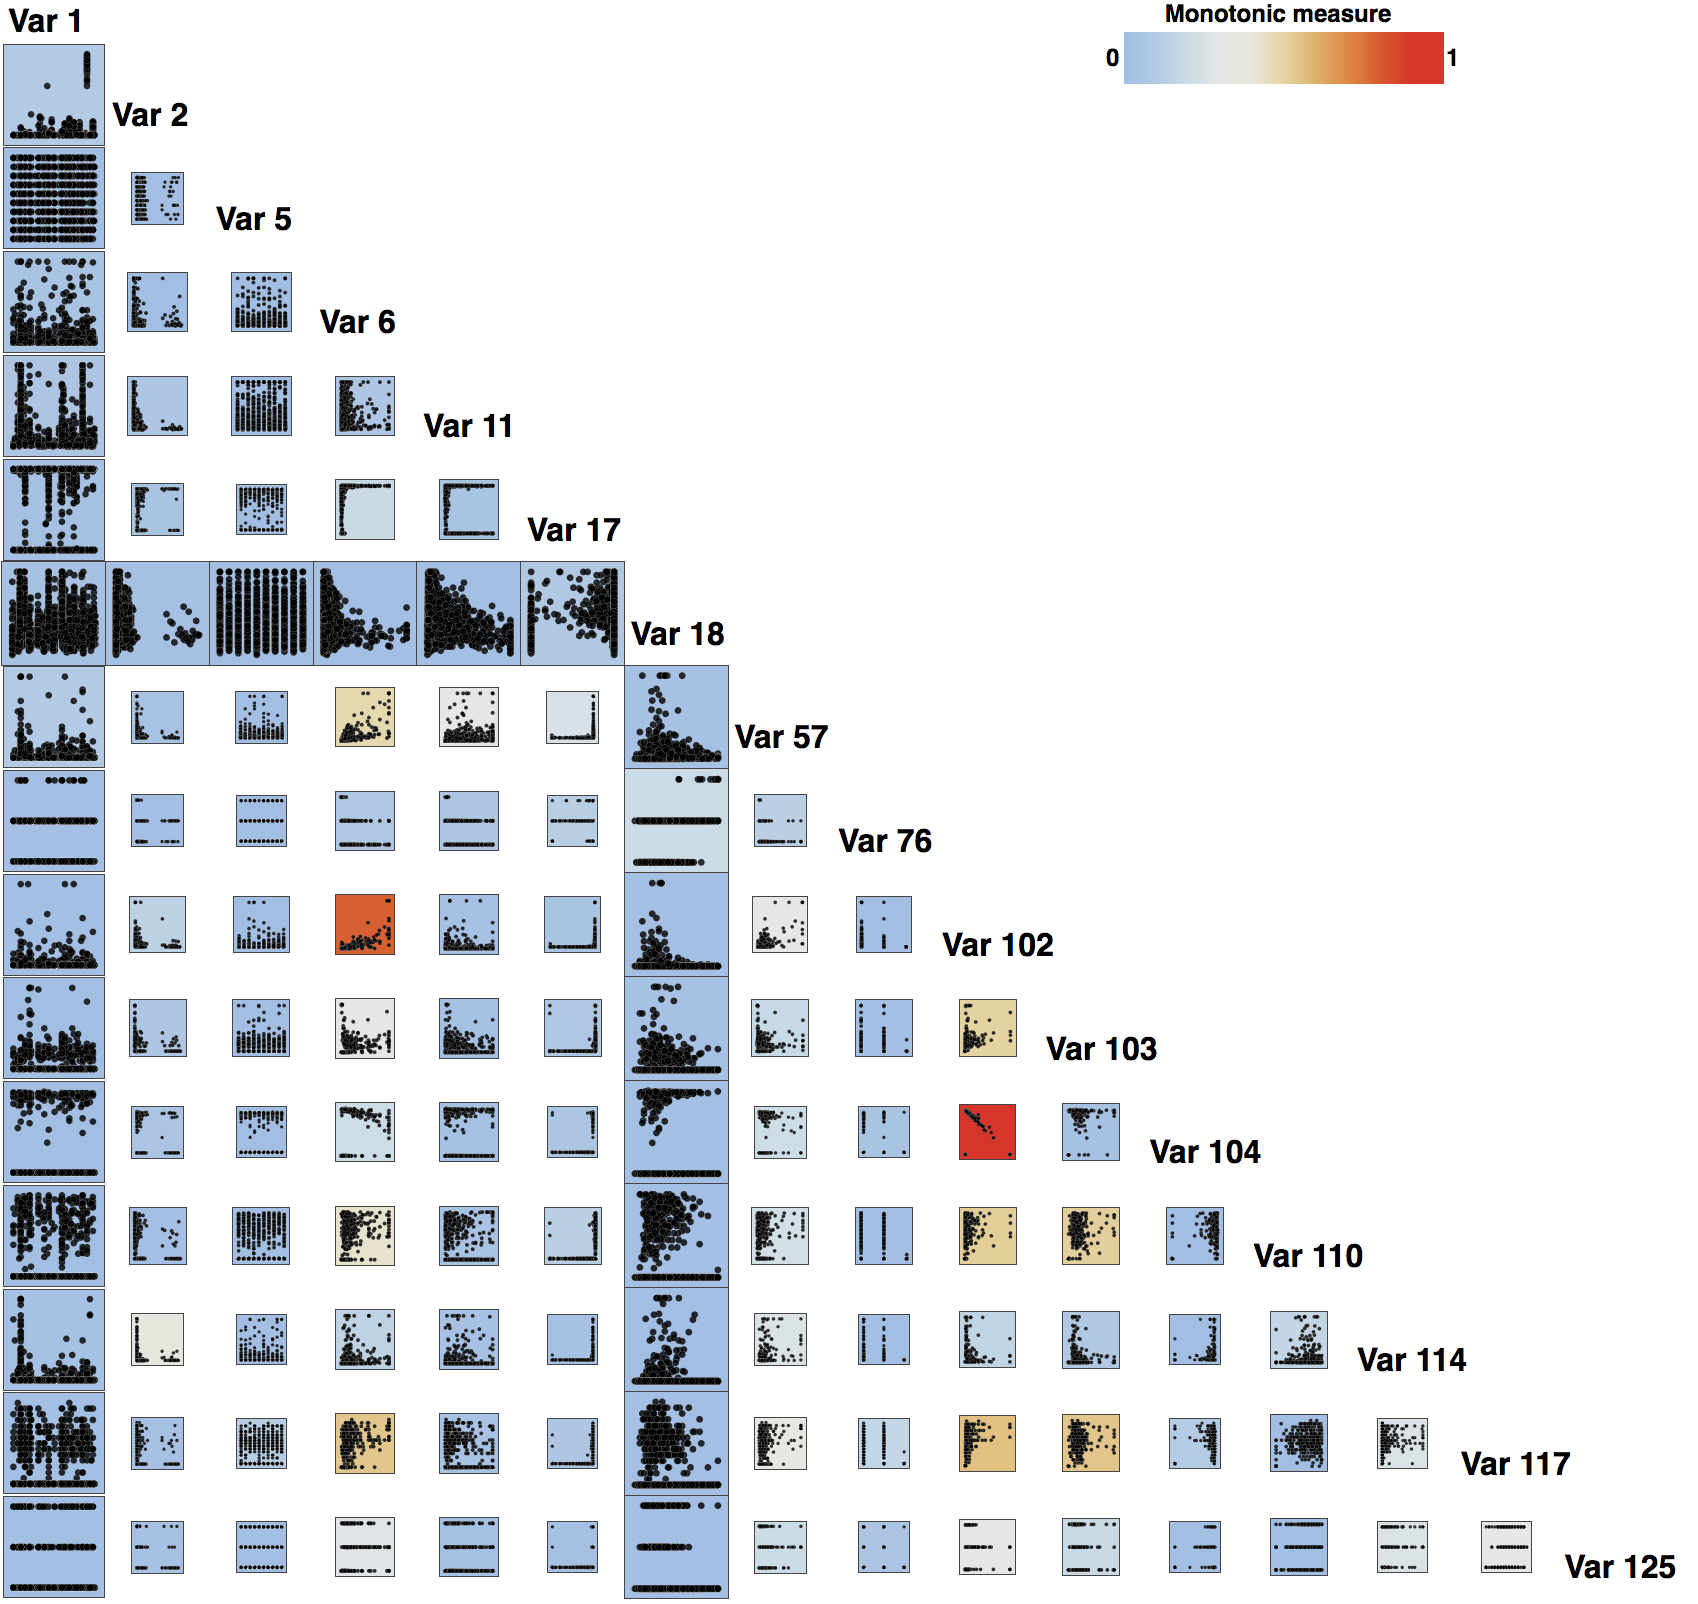 Var 1
Monotonic measure
0 1
Var 2
Var 5
Var 6
Var 11
Var 17
Var 18
Var 57
Var 76
Var 102
Var 103
Var 104
Var 110
Var 114
Var 117
Var 125